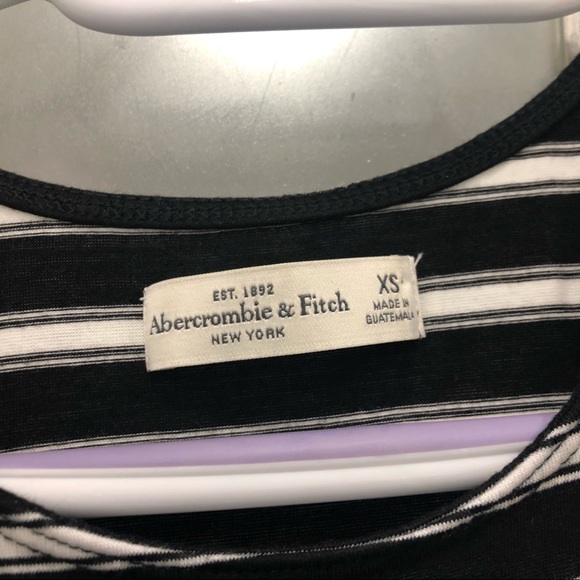 EST. 1892
Abercrombie & Fitch
NEW YORK
XS
MADE IN
GUATEMALA